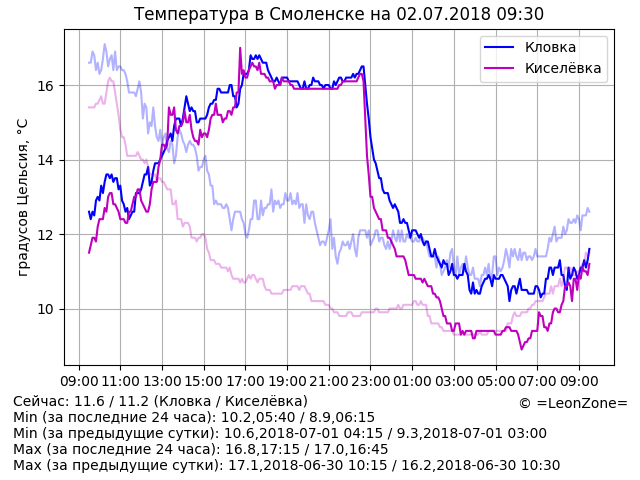 Температура в Смоленске на 02.07.2018 09:30
Кловка
Киселёвка
градусов Цельсия, °C
16
14
12
10
09:00 11:00 13:00 15:00 17:00 19:00 21:00 23:00 01:00 03:00 05:00 07:00 09:00
Сейчас: 11.6 / 11.2 (Кловка / Киселёвка)
© =LeonZone=
Min (за последние 24 часа): 10.2,05:40 / 8.9,06:15
Min (за предыдущие сутки): 10.6,2018-07-01 04:15 / 9.3,2018-07-01 03:00
Max (за последние 24 часа): 16.8,17:15 / 17.0,16:45
Max (за предыдущие сутки): 17.1,2018-06-30 10:15 / 16.2,2018-06-30 10:30